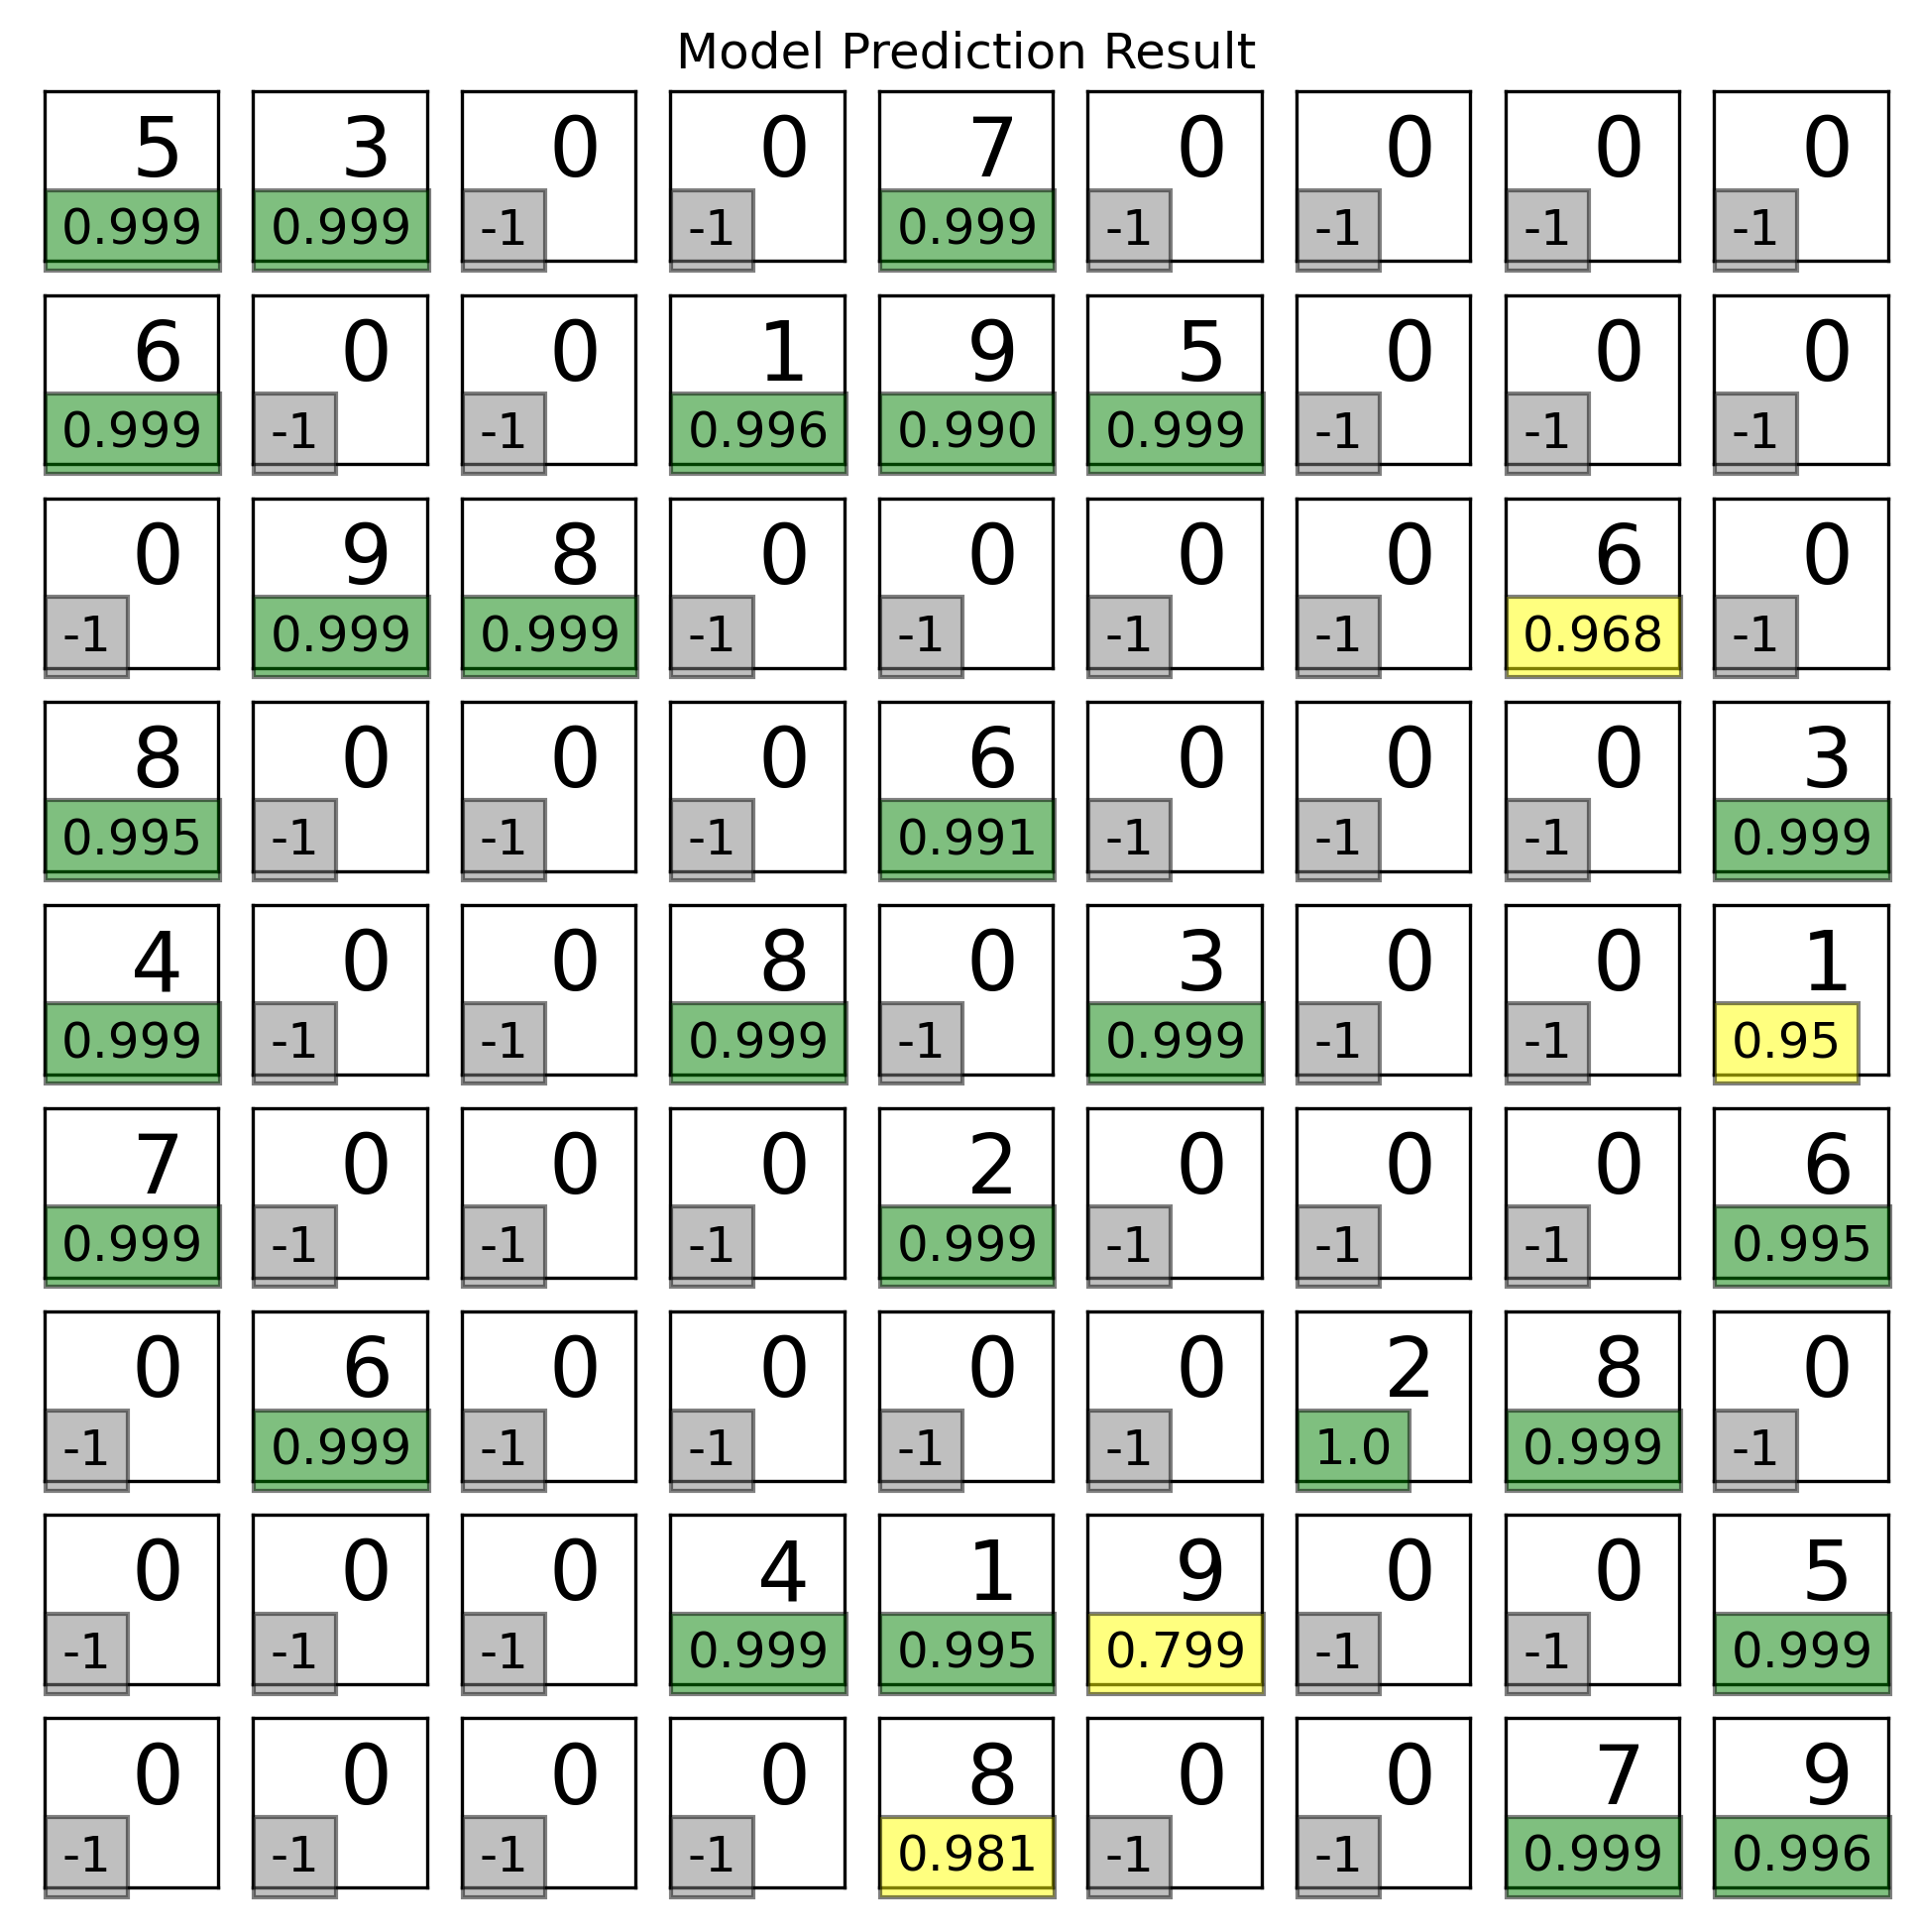 Model Prediction Result
5 3 0 0 7 0 0 0 0
0.999 0.999 -1 -1 0.999 -1 -1 -1 -1
6 0 0 1 9 5 0 0 0
0.999 -1 -1 0.996 0.990 0.999 -1 -1 -1
0 9 8 0 0 0 0 6 0
-1 0.999 0.999 -1 -1 -1 -1 0.968 -1
8 0 0 0 6 0 0 0 3
0.995 -1 -1 -1 0.991 -1 -1 -1 0.999
4 0 0 8 0 3 0 0 1
0.999 -1 -1 0.999 -1 0.999 -1 -1 0.95
7 0 0 0 2 0 0 0 6
0.999 -1 -1 -1 0.999 -1 -1 -1 0.995
0 6 0 0 0 0 2 8 0
-1 0.999 -1 -1 -1 -1 1.0 0.999 -1
0 0 0 4 1 9 0 0 5
-1 -1 -1 0.999 0.995 0.799 -1 -1 0.999
0 0 0 0 8 0 0 7 9
-1 -1 -1 -1 0.981 -1 -1 0.999 0.996